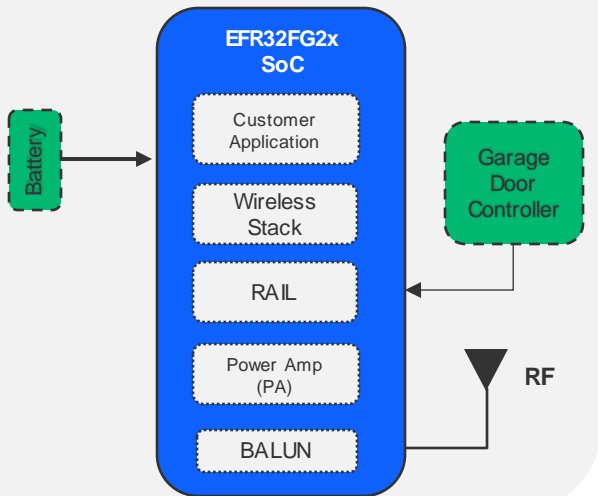 EFR32FG2x
SoC
Customer
Application
Battery
Garage
Door
Controller
Wireless
Stack
RAIL
Power Amp
(PA)
RF
BALUN